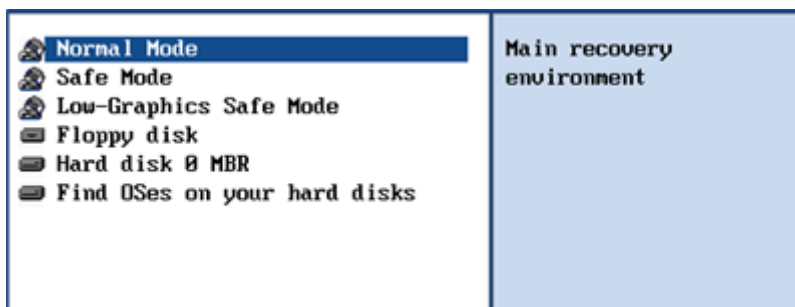 Normal Mode
Safe Mode
Low-Graphics Safe Mode
Floppy disk
Hard disk 0 MBR
Find OSes on your hard disks
Main recovery
environment